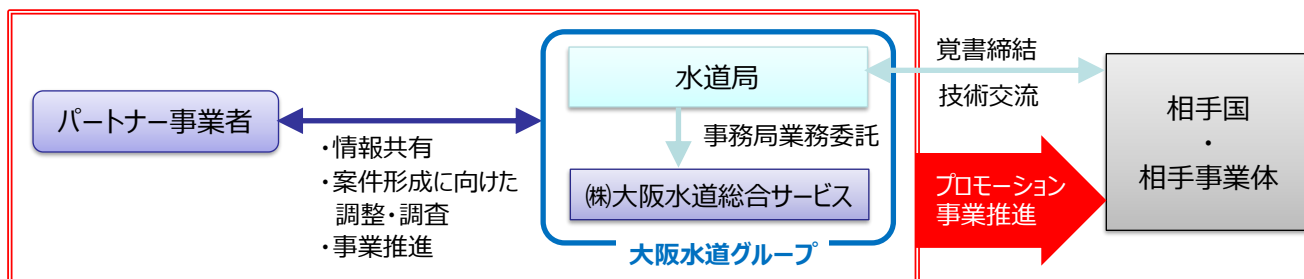 パートナー事業者
・情報共有
・案件形成に向けた
調整・調査
・事業推進
水道局
事務局業務委託
㈱大阪水道総合サービス
大阪水道グループ
覚書締結
技術交流
プロモーション
事業推進
相手国
・
相手事業体